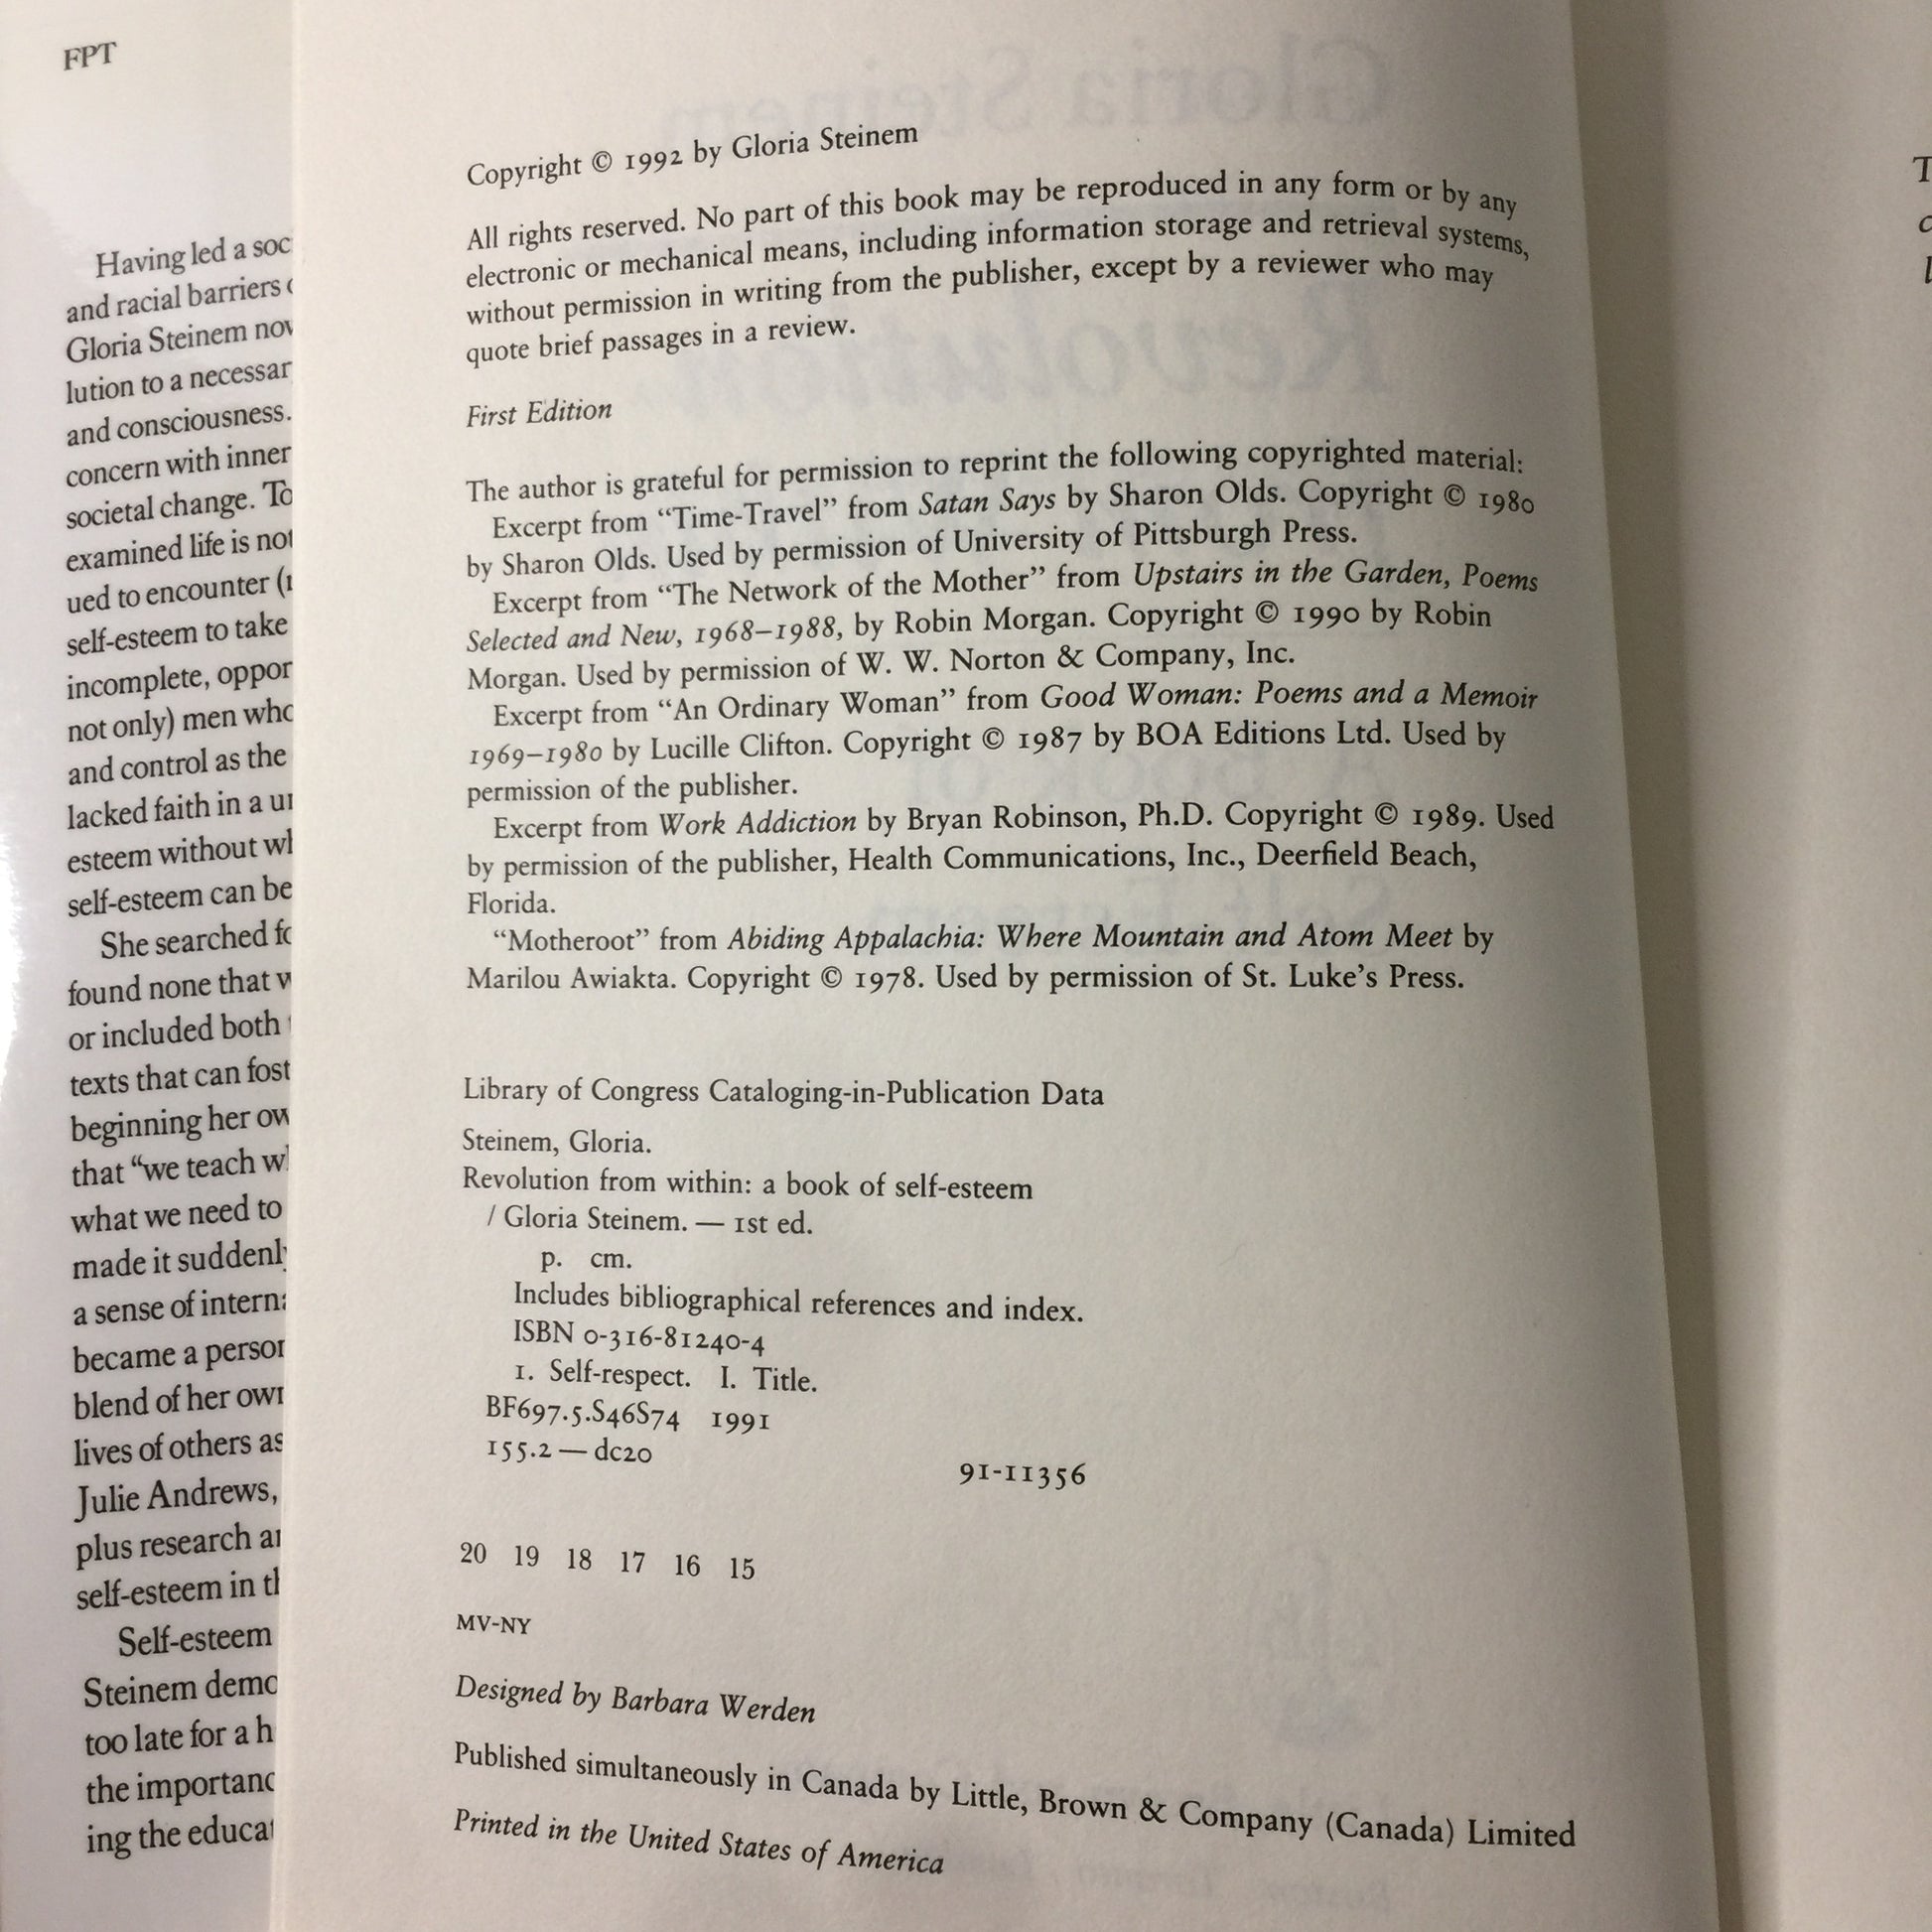 FPT
Having led a soc
and racial barriers
Gloria Steinem nov
lution to a necessar
and consciousness.
concern with inner
societal change. To
examined life is not
ued to encounter (
self-esteem to take
incomplete, oppor
not only) men who
and control as the
lacked faith in a
esteem without wh
self-esteem can be
She searched fo
found none that w
or included both
texts that can fost
beginning her ow
that “we teach w
what we need to
made it suddenly
a sense of interna
became a person
blend of her own
lives of others as
Julie Andrews,
plus research
self-esteem in th
Self-esteem
Steinem demo
too late for a h
the importanc
ing the educat
Copyright © 1992 by Gloria Steinem
All rights reserved. No part of this book may be reproduced in any form or by any
electronic or mechanical means, including information storage and retrieval systems,
without permission in writing from the publisher, except by a reviewer who may
quote brief passages in a review.
First Edition
The author is grateful for permission to reprint the following copyrighted material:
Excerpt from “Time-Travel” from Satan Says by Sharon Olds. Copyright © 1980
by Sharon Olds. Used by permission of University of Pittsburgh Press.
Excerpt from “The Network of the Mother” from Upstairs in the Garden, Poems
Selected and New, 1968–1988, by Robin Morgan. Copyright © 1990 by Robin
Morgan. Used by permission of W. W. Norton & Company, Inc.
Excerpt from “An Ordinary Woman” from Good Woman: Poems and a Memoir
1969–1980 by Lucille Clifton. Copyright © 1987 by BOA Editions Ltd. Used by
permission of the publisher.
Excerpt from Work Addiction by Bryan Robinson, Ph.D. Copyright © 1989. Used
by permission of the publisher, Health Communications, Inc., Deerfield Beach,
Florida.
“Motheroot” from Abiding Appalachia: Where Mountain and Atom Meet by
Marilou Awiakta. Copyright © 1978. Used by permission of St. Luke’s Press.
Library of Congress Cataloging-in-Publication Data
Steinem, Gloria.
Revolution from within: a book of self-esteem
/ Gloria Steinem. — 1st ed.
p. cm.
Includes bibliographical references and index.
ISBN 0-316-81240-4
1. Self-respect. I. Title.
BF697.5.S46S74 1991
155.2 — dc20
91-11356
20 19 18 17 16 15
MV-NY
Designed by Barbara Werden
Published simultaneously in Canada by Little, Brown & Company (Canada) Limited
Printed in the United States of America